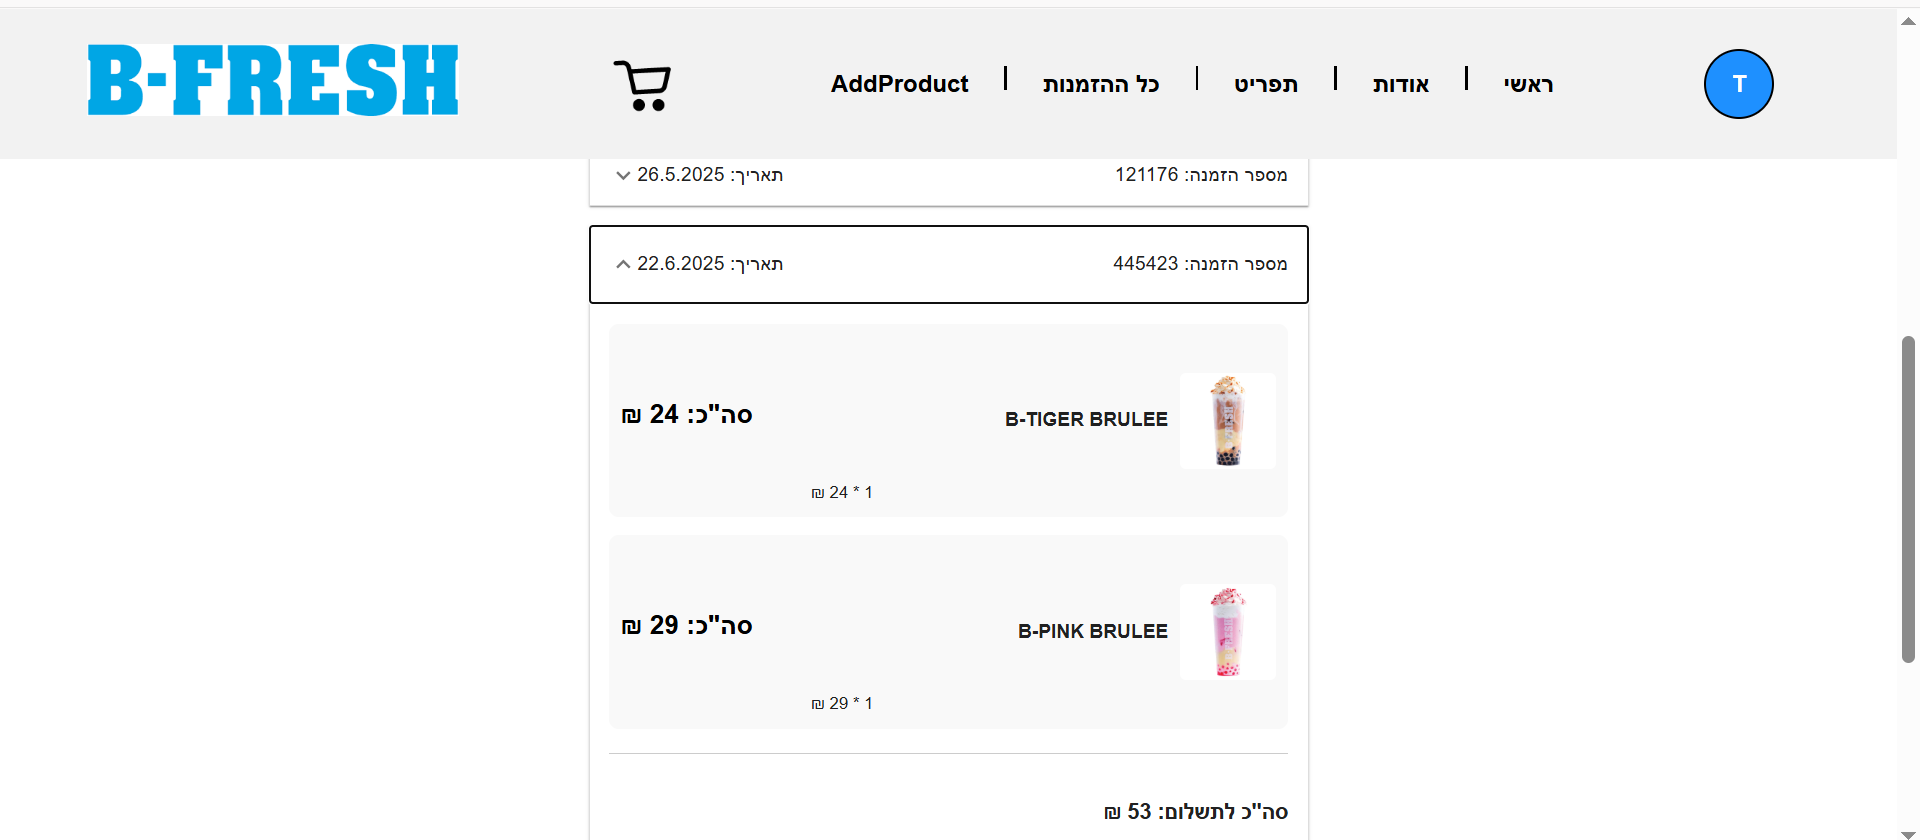 B-FRESH
ראשי | אודות | תפריט | כל ההזמנות | AddProduct
T
מספר הזמנה: 121176 תאריך: 26.5.2025
מספר הזמנה: 445423 תאריך: 22.6.2025
B-TIGER BRULEE סה"כ: 24 ₪
1 * 24 ₪
B-PINK BRULEE סה"כ: 29 ₪
1 * 29 ₪
סה"כ לתשלום: 53 ₪